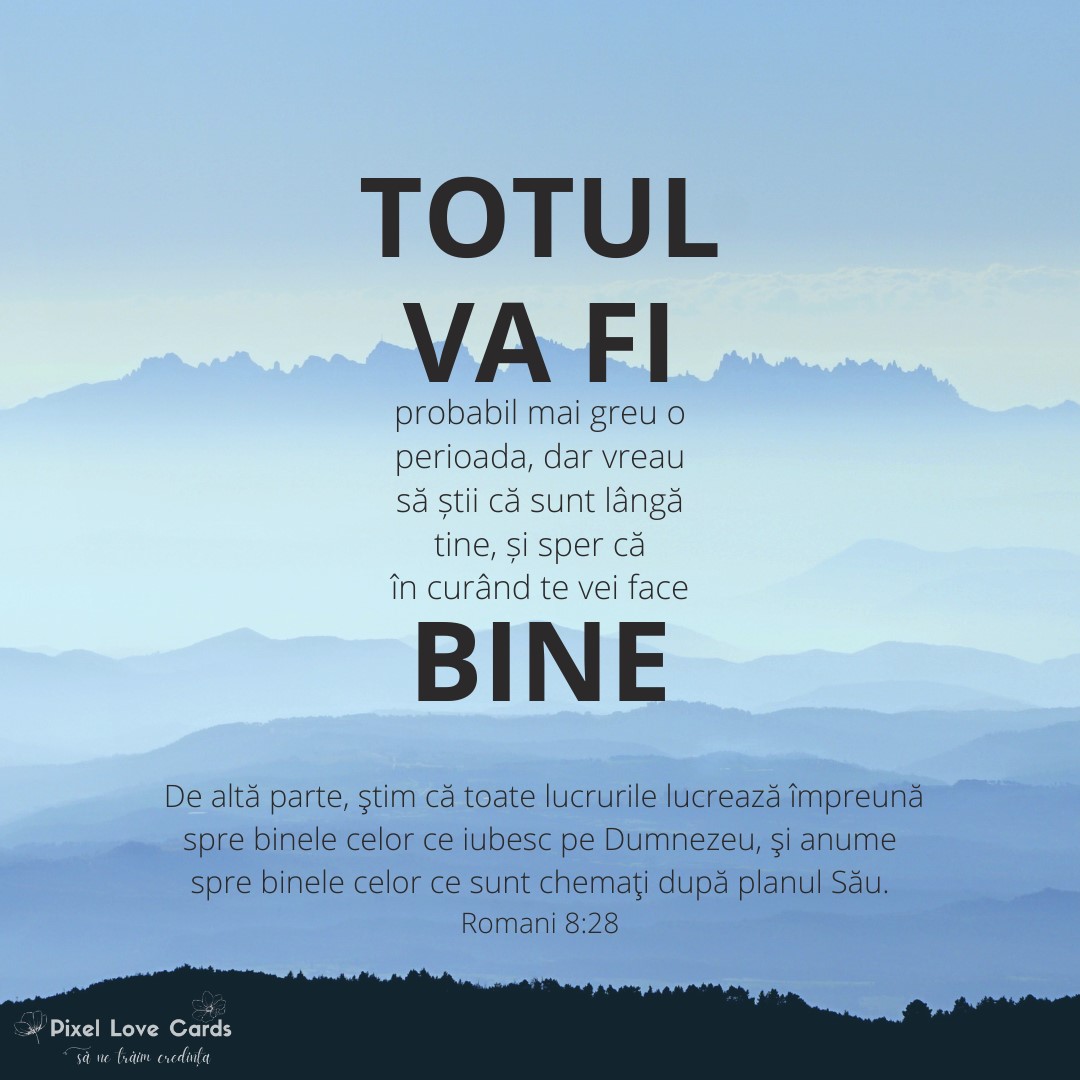 TOTUL
VA FI
probabil mai greu o
perioada, dar vreau
să știi că sunt lângă
tine, și sper că
în curând te vei face
BINE
De altă parte, ştim că toate lucrurile lucrează împreună
spre binele celor ce iubesc pe Dumnezeu, şi anume
spre binele celor ce sunt chemaţi după planul Său.
Romani 8:28
Pixel Love Cards
să ne trăim credința